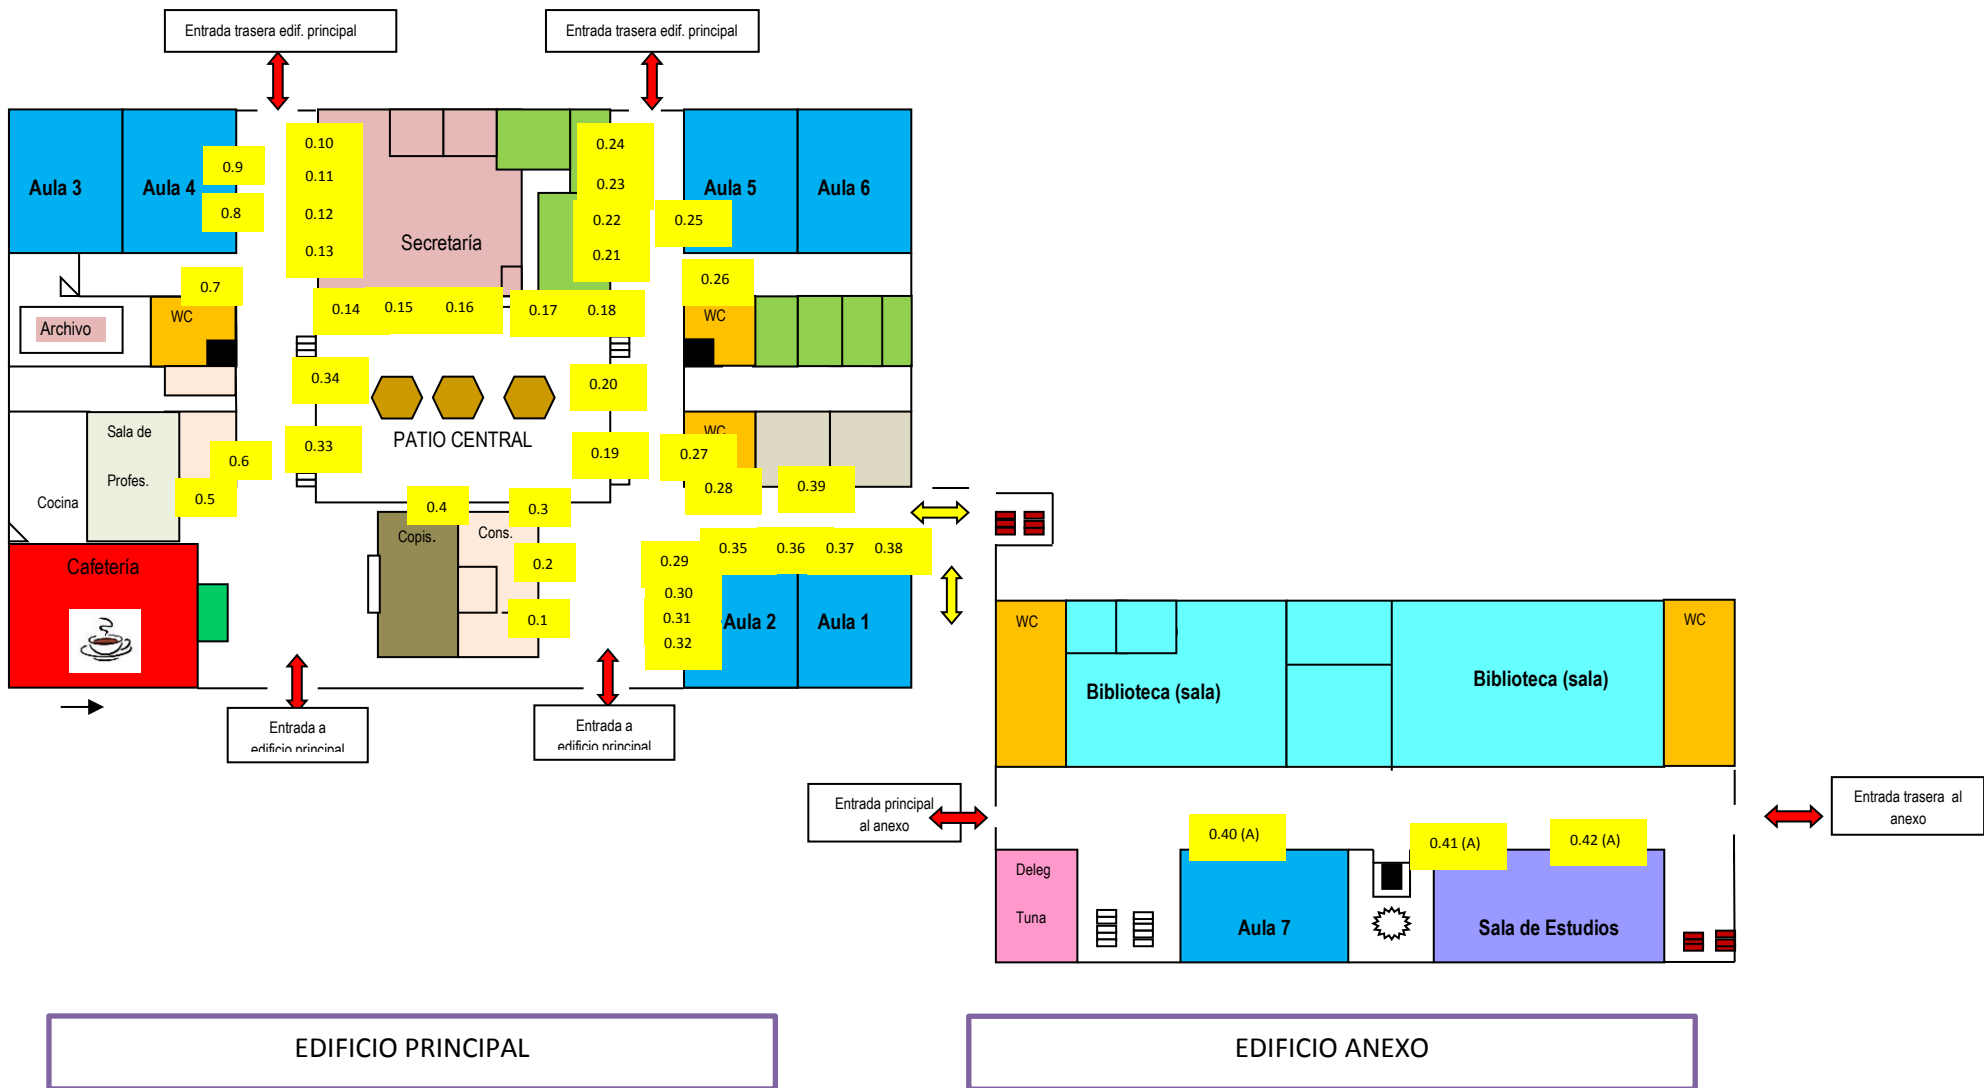 Entrada trasera edif. principal
Entrada trasera edif. principal
Aula 3
Aula 4
0.9
0.8
0.10
0.11
0.12
0.13
Secretaría
0.24
0.23
0.22
0.21
0.25
Aula 5
Aula 6
0.7
WC
Archivo
0.14
0.15
0.16
0.17
0.18
0.26
WC
0.34
0.20
PATIO CENTRAL
0.33
0.19
Sala de
Profes.
Cocina
0.6
0.5
WC
0.27
0.28
0.39
0.4
0.3
Copis.
Cons.
0.2
0.1
0.35
0.36
0.37
0.38
0.29
0.30
0.31
0.32
Aula 2
Aula 1
Cafetería
Entrada a
edificio principal
Entrada a
edificio principal
WC
Biblioteca (sala)
Biblioteca (sala)
WC
Entrada principal
al anexo
Entrada trasera al
anexo
0.40 (A)
0.41 (A)
0.42 (A)
Deleg
Tuna
Aula 7
Sala de Estudios
EDIFICIO PRINCIPAL
EDIFICIO ANEXO